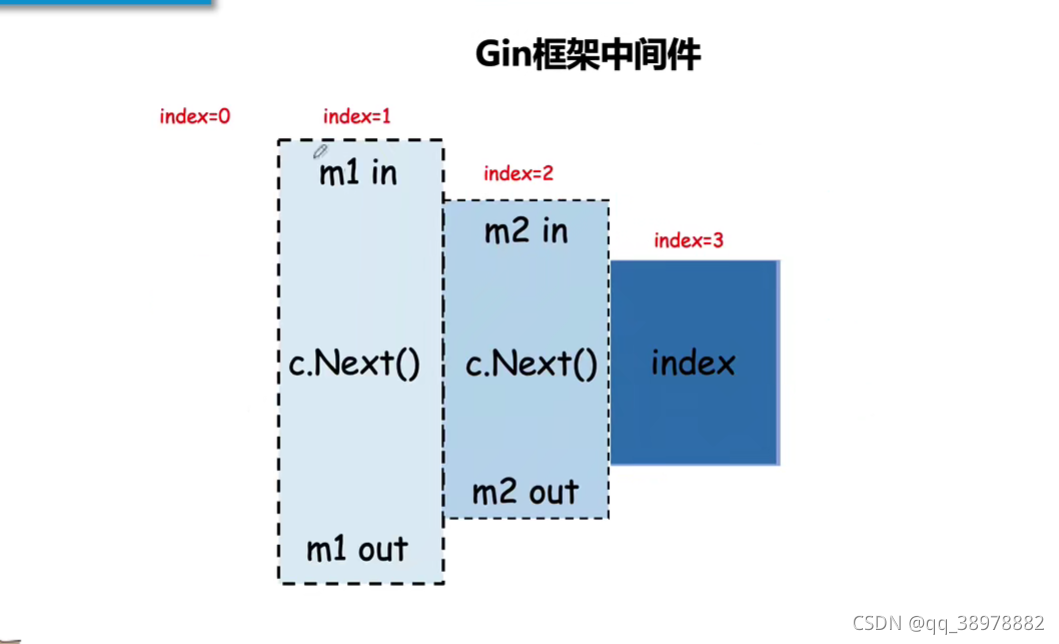 Gin框架中间件
index=0
index=1
m1 in
index=2
m2 in
index=3
c.Next()
c.Next()
index
m2 out
m1 out
CSDN @qq_38978882